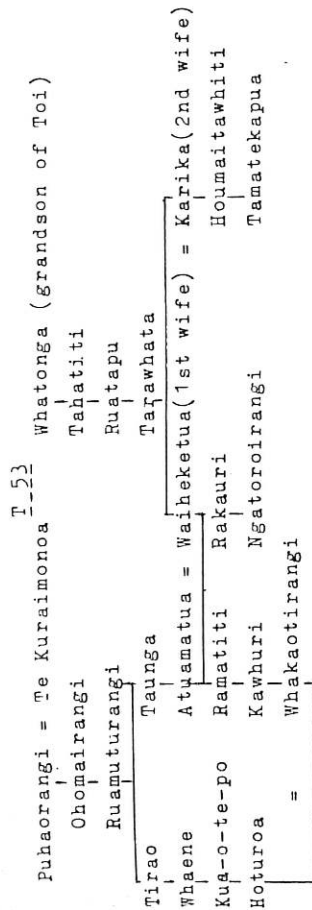 T-53
Puhaorangi = Te Kuraimonoa Whatonga (grandson of Toi)
Ohomairangi Tahatiti
Ruamuturangi Ruatapu
Tirao Taunga Tarawhata
Whaene Atuamatua = Waiheketua(1st wife) = Karika(2nd wife)
Kua-o-te-po Ramatiti Rakauri Houmaitawhiti
Hoturoa Kawhuri Ngatoroirangi Tamatekapua
= Whakaotirangi